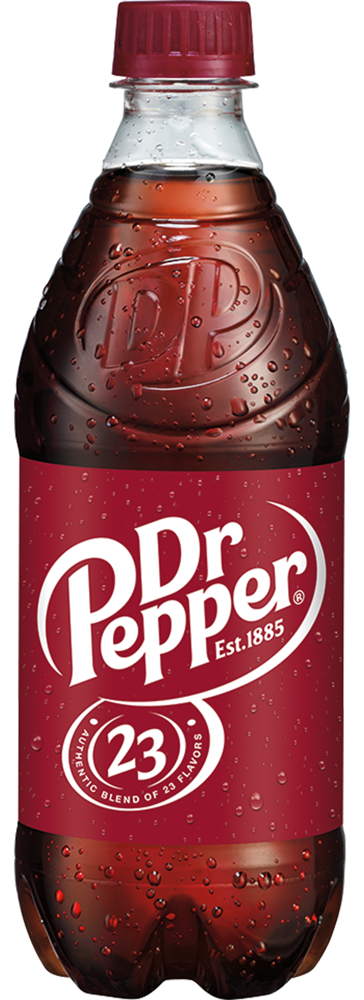 DP
Dr
Pepper®
Est.1885
23
AUTHENTIC BLEND OF 23 FLAVORS